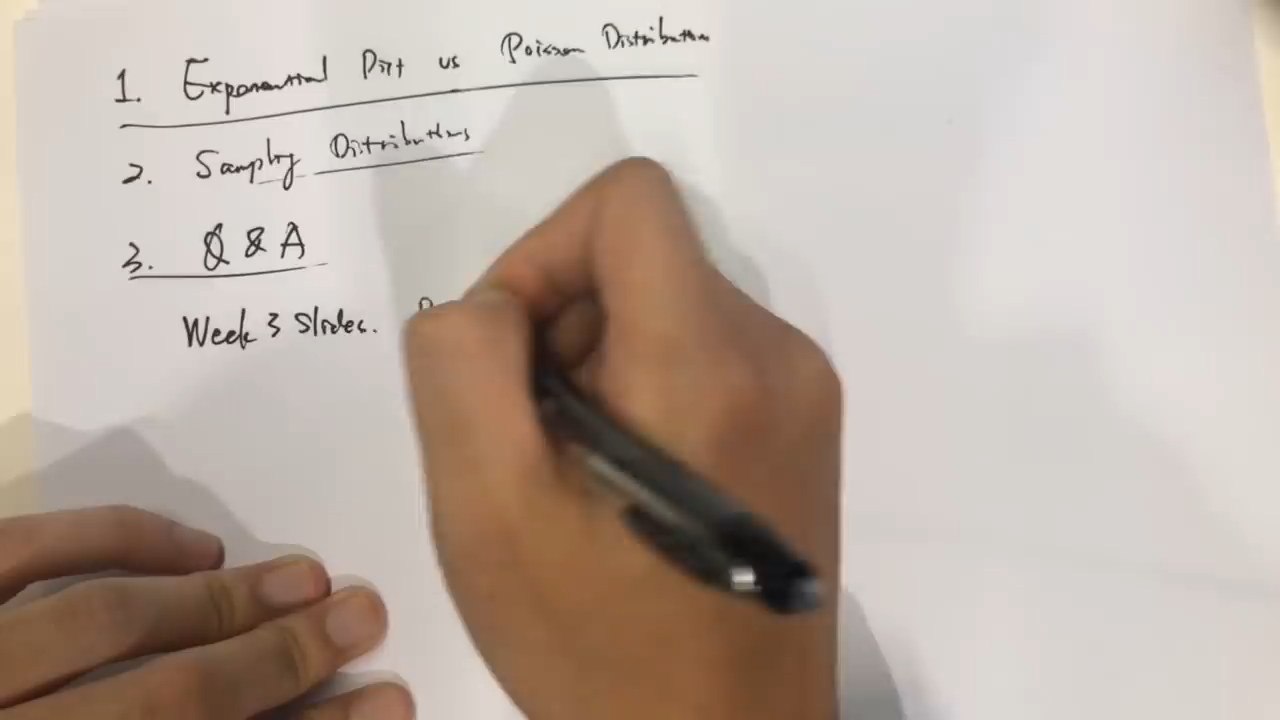 1. Exponential Dist vs Poisson Distribution
2. Sampling Distributions
3. Q & A
Week 3 Slides.